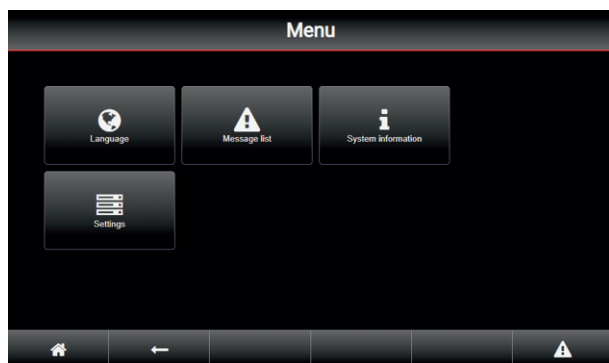 Menu
Language
Message list
System information
Settings